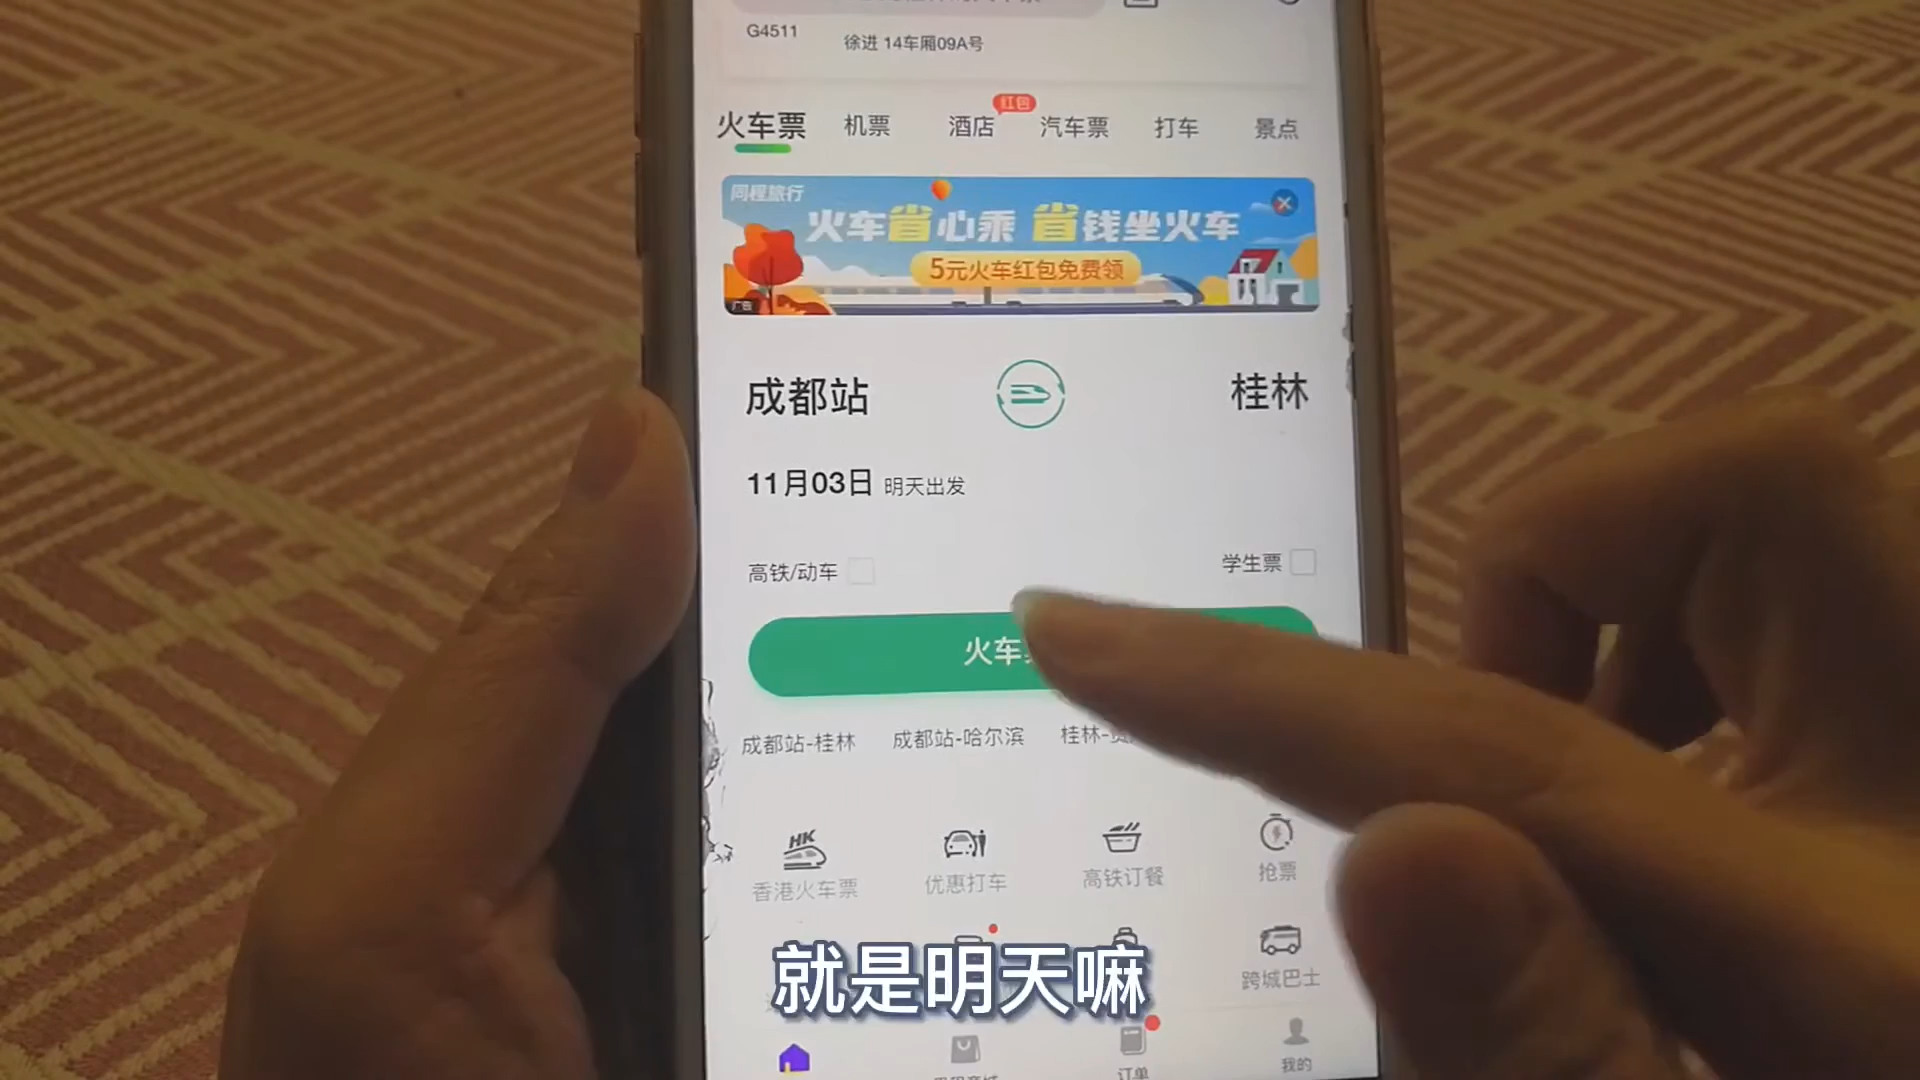 G4511
徐进 14车厢09A号
红包
火车票 机票 酒店 汽车票 打车 景点
同程旅行
火车省心乘 省钱坐火车
5元火车红包免费领
广告
成都站 桂林
11月03日 明天出发
高铁/动车 学生票
火车
成都站-桂林 成都站-哈尔滨 桂林-
香港火车票 优惠打车 高铁订餐 抢票
跨城巴士
就是明天嘛
订单 我的